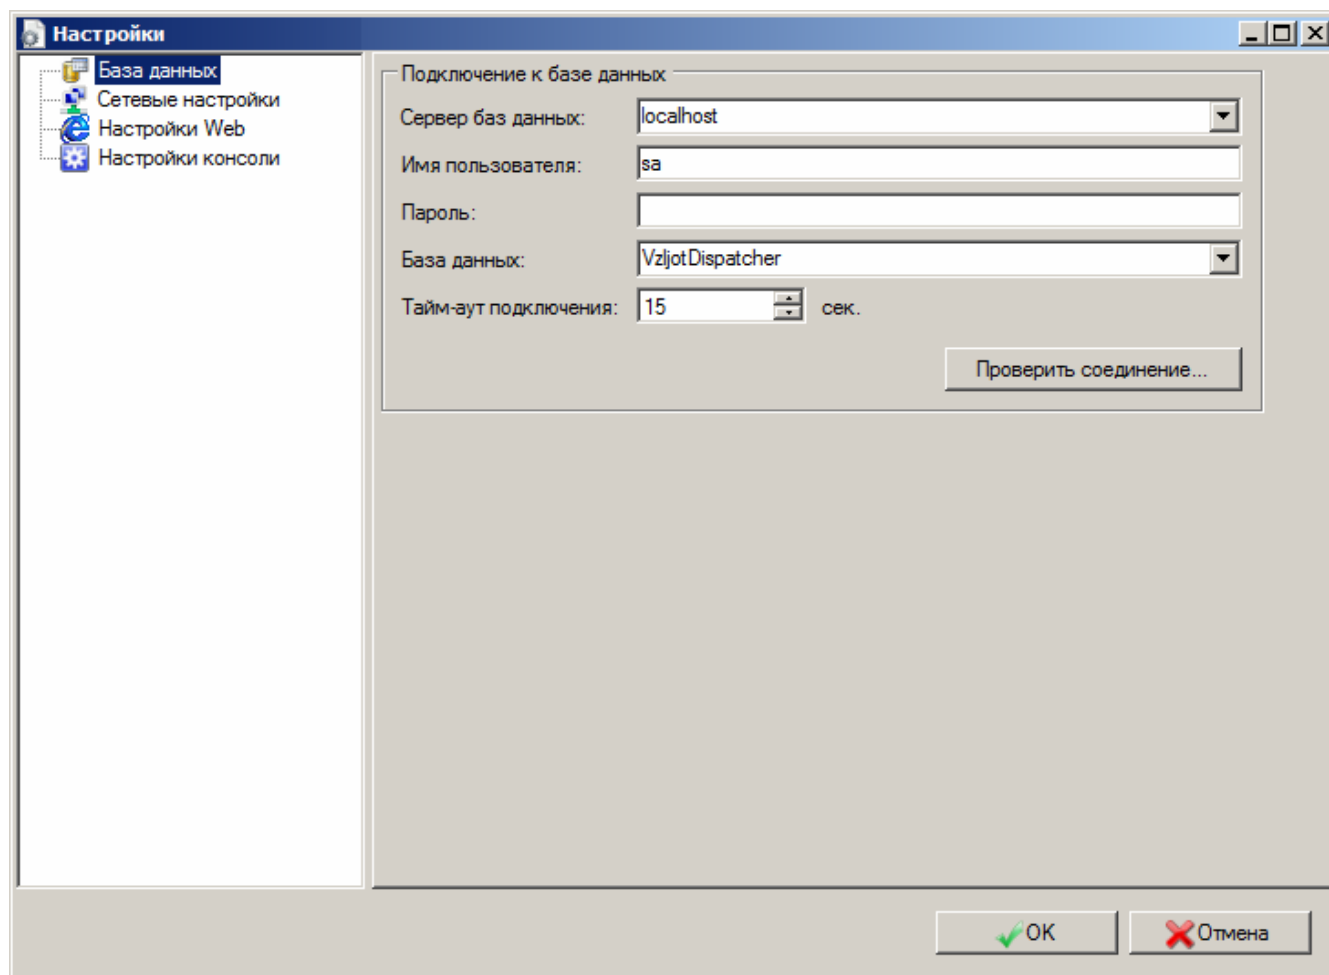 Настройки
База данных
Сетевые настройки
Настройки Web
Настройки консоли
Подключение к базе данных
Сервер баз данных: localhost
Имя пользователя: sa
Пароль:
База данных: VzljotDispatcher
Тайм-аут подключения: 15 сек.
Проверить соединение...
OK Отмена